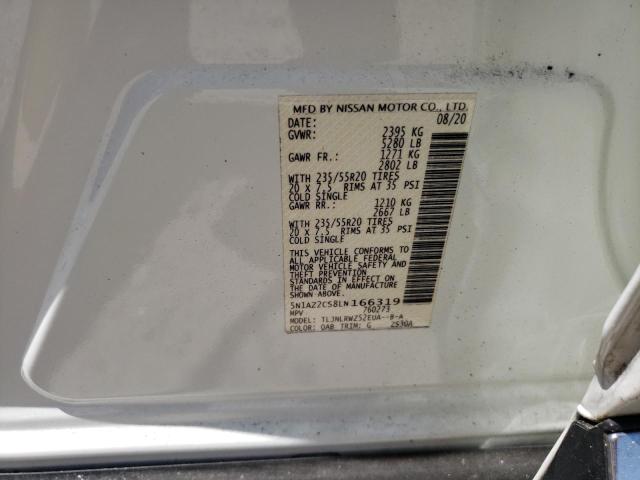 MFD BY NISSAN MOTOR CO., LTD.
DATE: 08/20
GVWR: 2395 KG
5280 LB
GAWR FR.: 1271 KG
2802 LB
WITH 235/55R20 TIRES
20 x 7.5 RIMS AT 35 PSI
COLD SINGLE
GAWR RR.: 1210 KG
2667 LB
WITH 235/55R20 TIRES
20 x 7.5 RIMS AT 35 PSI
COLD SINGLE
THIS VEHICLE CONFORMS TO
ALL APPLICABLE FEDERAL
MOTOR VEHICLE SAFETY AND
THEFT PREVENTION
STANDARDS IN EFFECT ON
THE DATE OF MANUFACTURE
SHOWN ABOVE.
5N1AZ2CS8LN166319
MPV 760273
MODEL: TLJNLRWZ52EUA--B-A
COLOR: QAB TRIM: G 2S30A